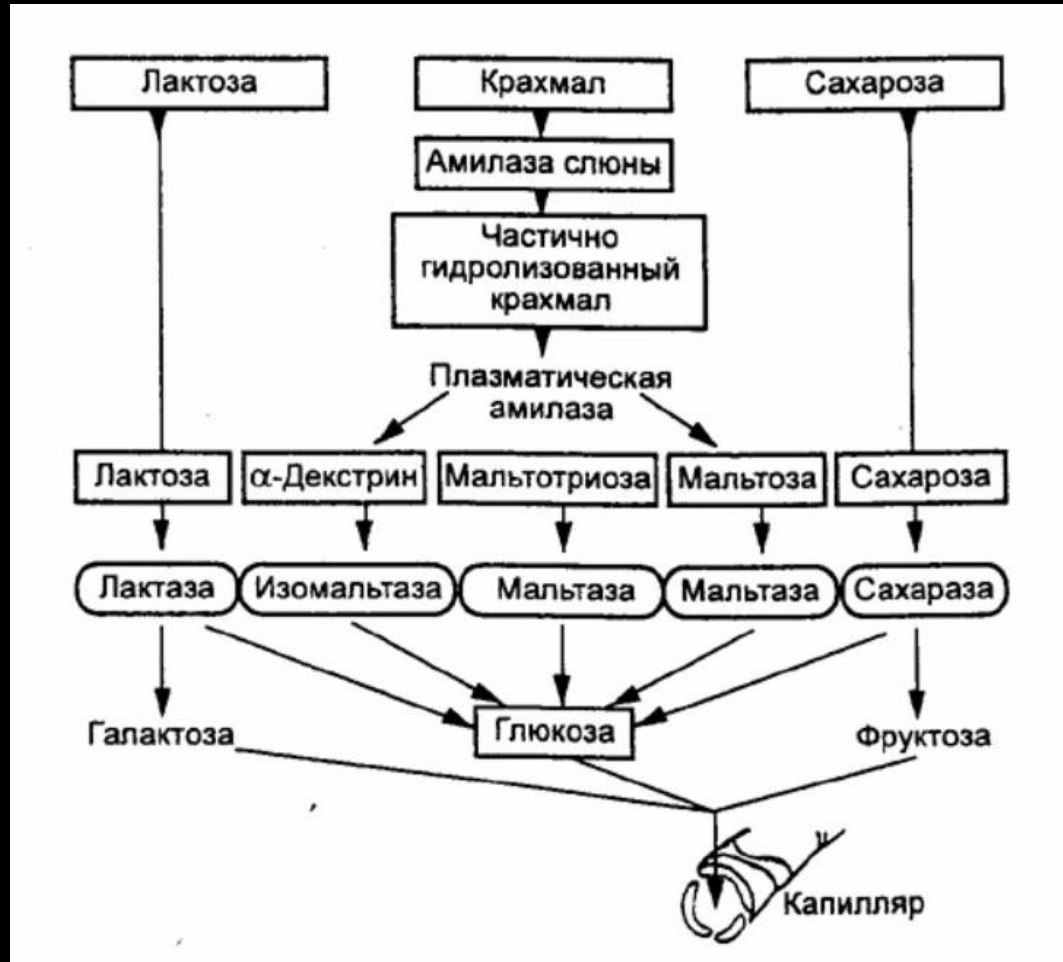 Лактоза
Крахмал
Сахароза
Амилаза слюны
Частично
гидролизованный
крахмал
Плазматическая
амилаза
Лактоза
α-Декстрин
Мальтотриоза
Мальтоза
Сахароза
Лактаза
Изомальтаза
Мальтаза
Мальтаза
Сахараза
Галактоза
Глюкоза
Фруктоза
Капилляр